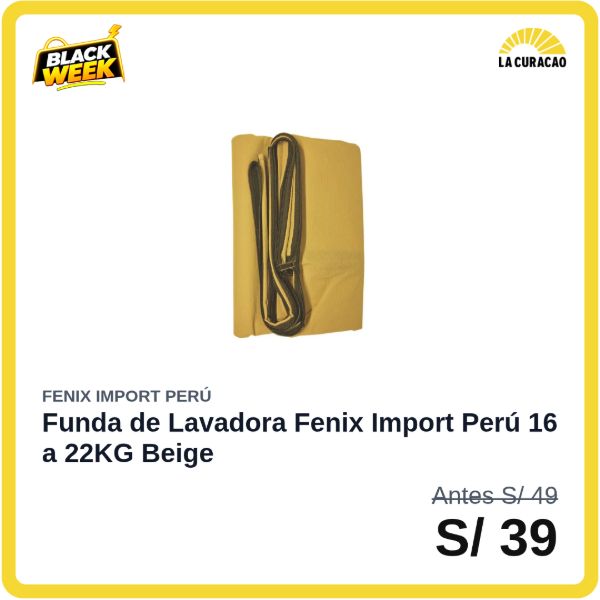 BLACK
WEEK
LA CURACAO
FENIX IMPORT PERÚ
Funda de Lavadora Fenix Import Perú 16
a 22KG Beige
Antes S/ 49
S/ 39